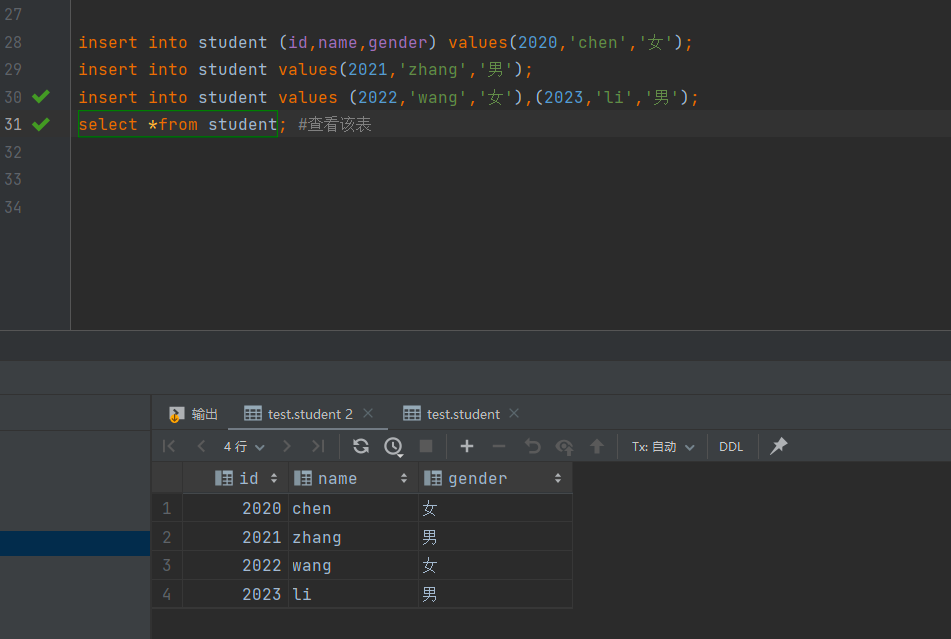 27
28 insert into student (id,name,gender) values(2020,'chen','女');
29 insert into student values(2021,'zhang','男');
30 insert into student values (2022,'wang','女'),(2023,'li','男');
31 select *from student; #查看该表
32
33
34
输出 test.student 2 test.student
4 行 Tx: 自动 DDL
id name gender
1 2020 chen 女
2 2021 zhang 男
3 2022 wang 女
4 2023 li 男